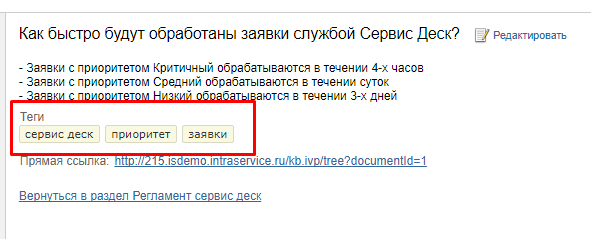 Как быстро будут обработаны заявки службой Сервис Деск? Редактировать
- Заявки с приоритетом Критичный обрабатываются в течении 4-х часов
- Заявки с приоритетом Средний обрабатываются в течении суток
- Заявки с приоритетом Низкий обрабатываются в течении 3-х дней
Теги
сервис деск приоритет заявки
Прямая ссылка: http://215.isdemo.intraservice.ru/kb.ivp/tree?documentId=1
Вернуться в раздел Регламент сервис деск